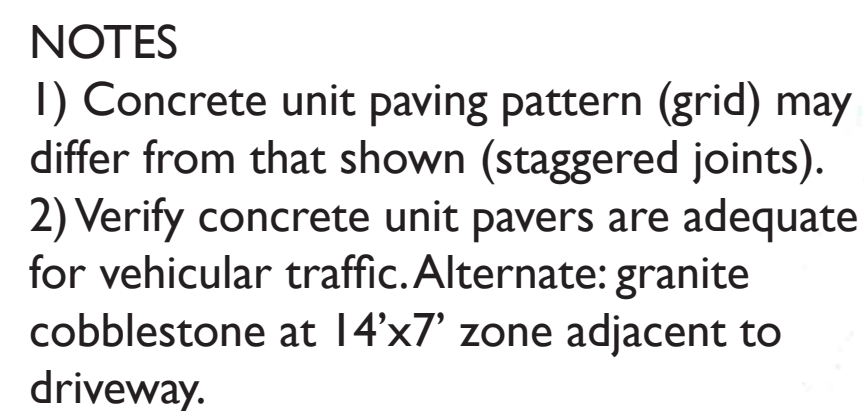 NOTES
1) Concrete unit paving pattern (grid) may
differ from that shown (staggered joints).
2) Verify concrete unit pavers are adequate
for vehicular traffic. Alternate: granite
cobblestone at 14’x7’ zone adjacent to
driveway.